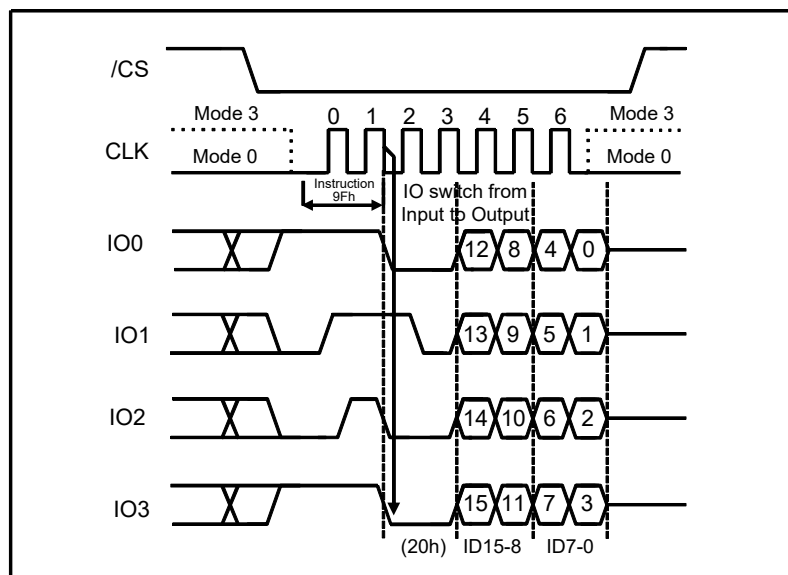 /CS
Mode 3
Mode 3
0 1 2 3 4 5 6
CLK
Mode 0
Mode 0
Instruction
9Fh
IO switch from
Input to Output
IO0
12 8 4 0
IO1
13 9 5 1
IO2
14 10 6 2
IO3
15 11 7 3
(20h) ID15-8 ID7-0